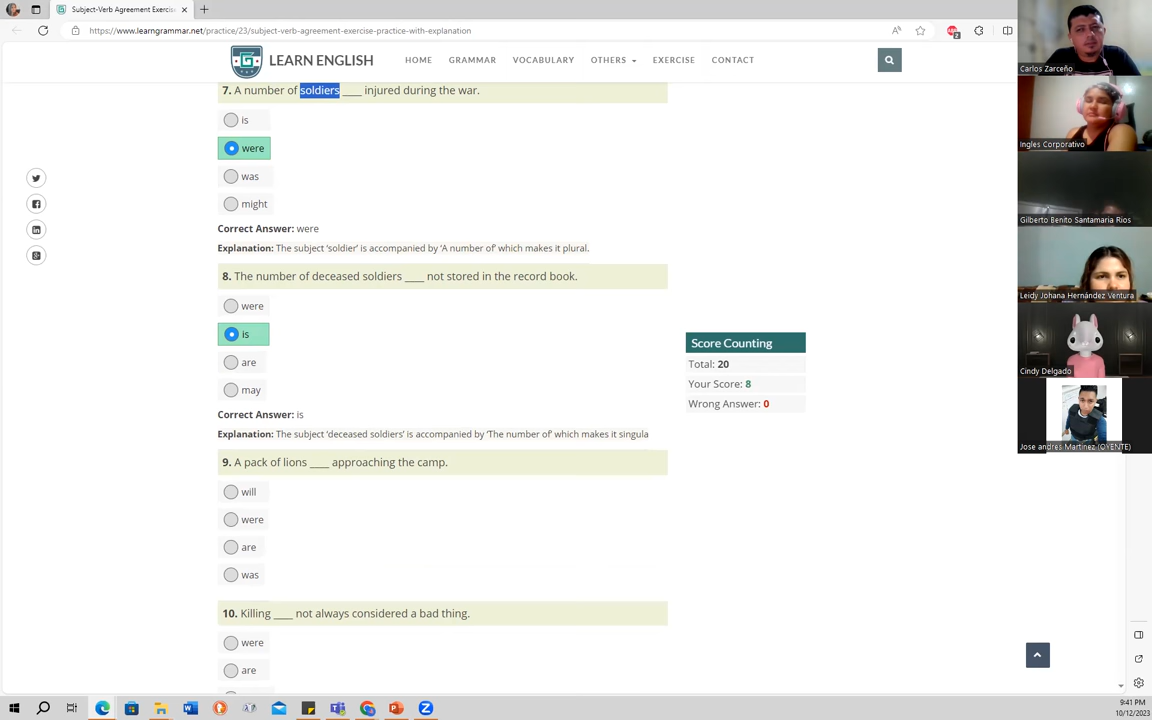 Subject-Verb Agreement Exercise
https://www.learngrammar.net/practice/23/subject-verb-agreement-exercise-practice-with-explanation
LEARN ENGLISH
HOME GRAMMAR VOCABULARY OTHERS EXERCISE CONTACT
7. A number of soldiers ____ injured during the war.
is
were
was
might
Correct Answer: were
Explanation: The subject 'soldier' is accompanied by 'A number of' which makes it plural.
8. The number of deceased soldiers ____ not stored in the record book.
were
is
are
may
Correct Answer: is
Explanation: The subject 'deceased soldiers' is accompanied by 'The number of' which makes it singula
9. A pack of lions ____ approaching the camp.
will
were
are
was
10. Killing ____ not always considered a bad thing.
were
are
Score Counting
Total: 20
Your Score: 8
Wrong Answer: 0
Carlos Zarceño
Ingles Corporativo
Gilberto Benito Santamaria Rios
Leidy Johana Hernández Ventura
Cindy Delgado
Jose andres Martinez (OYENTE)
9:41 PM
10/12/2023